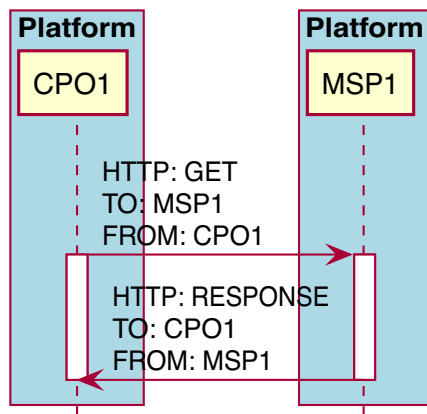 Platform
Platform
CPO1
MSP1
HTTP: GET
TO: MSP1
FROM: CPO1
HTTP: RESPONSE
TO: CPO1
FROM: MSP1